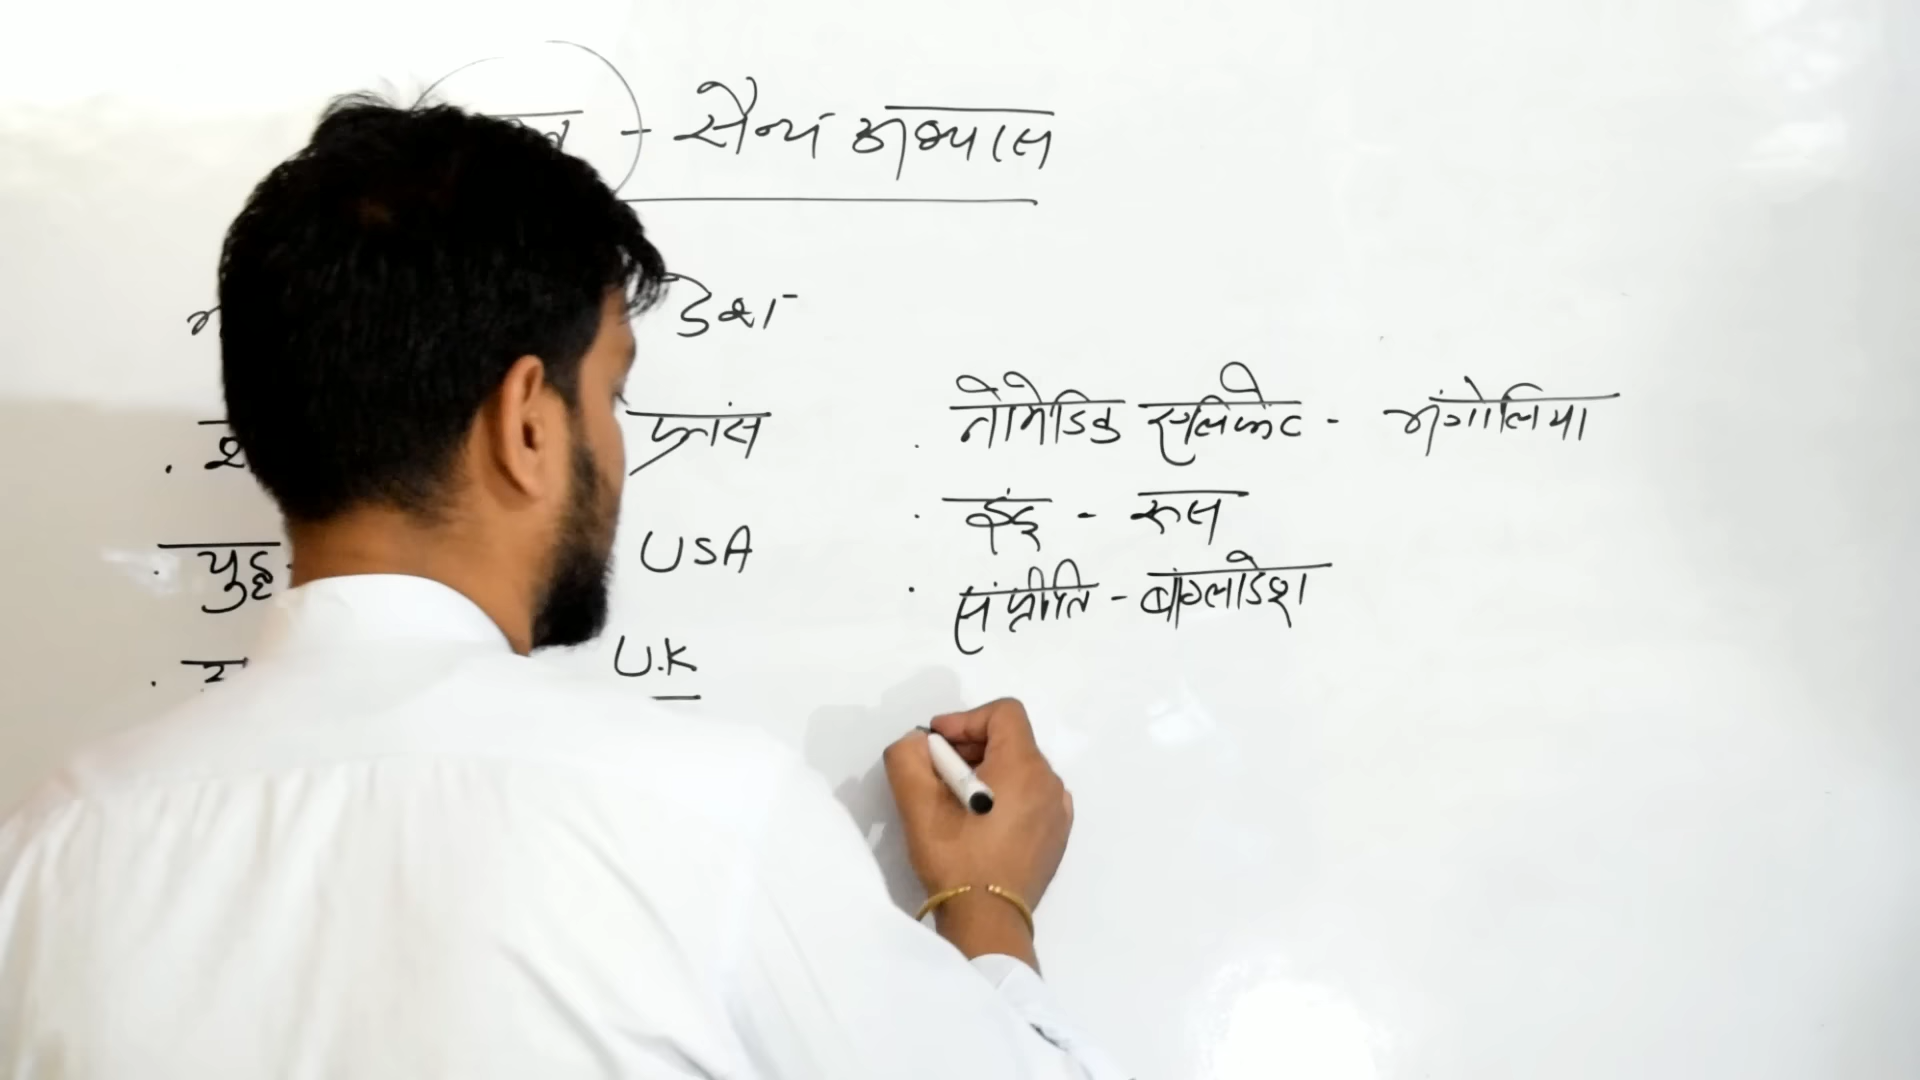 - सैन्य अभ्यास
देश
फ्रांस
युद्ध
USA
U.K
. नोमेडिक एलिफेंट - मंगोलिया
. इंद्र - रूस
. संप्रीति - बांग्लादेश